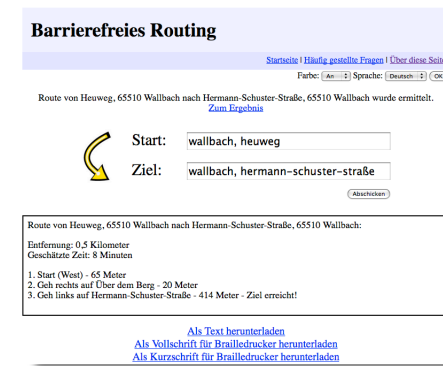 Barrierefreies Routing
Startseite | Häufig gestellte Fragen | Über diese Seite
Farbe: An Sprache: Deutsch OK
Route von Heuweg, 65510 Wallbach nach Hermann-Schuster-Straße, 65510 Wallbach wurde ermittelt.
Zum Ergebnis
Start: wallbach, heuweg
Ziel: wallbach, hermann-schuster-straße
Abschicken
Route von Heuweg, 65510 Wallbach nach Hermann-Schuster-Straße, 65510 Wallbach:
Entfernung: 0,5 Kilometer
Geschätzte Zeit: 8 Minuten
1. Start (West) - 65 Meter
2. Geh rechts auf Über dem Berg - 20 Meter
3. Geh links auf Hermann-Schuster-Straße - 414 Meter - Ziel erreicht!
Als Text herunterladen
Als Vollschrift für Brailledrucker herunterladen
Als Kurzschrift für Brailledrucker herunterladen